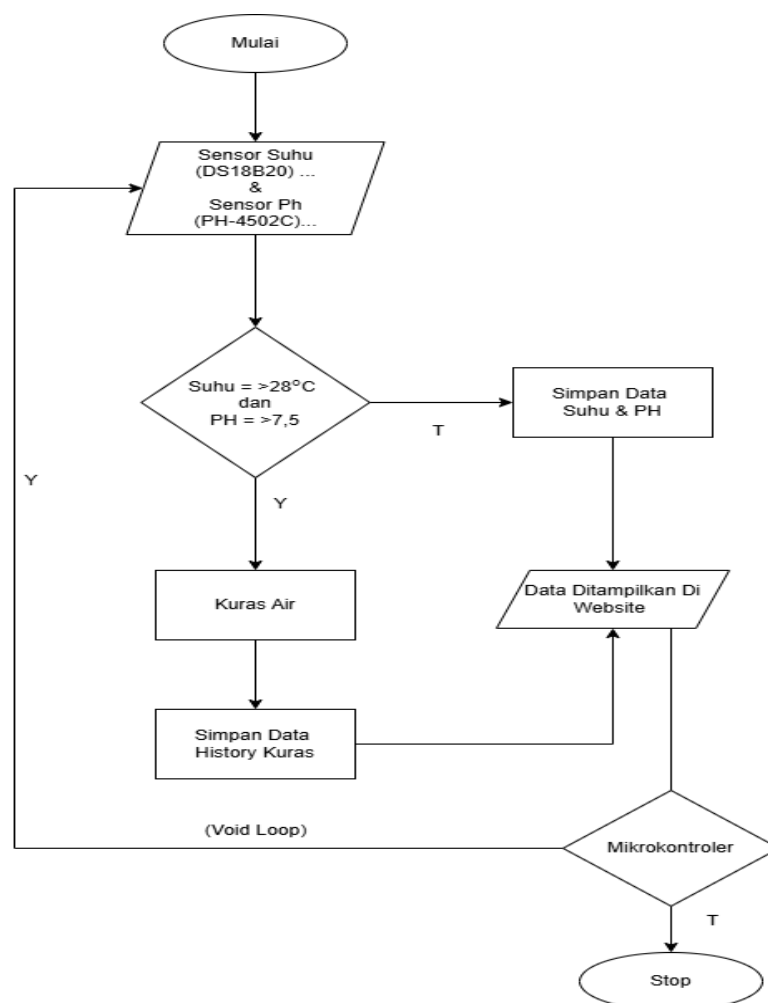 Mulai
Sensor Suhu
(DS18B20) ...
&
Sensor Ph
(PH-4502C)...
Suhu = >28°C
dan
PH = >7,5
T
Simpan Data
Suhu & PH
Y
Y
Kuras Air
Data Ditampilkan Di
Website
Simpan Data
History Kuras
(Void Loop)
Mikrokontroler
T
Stop